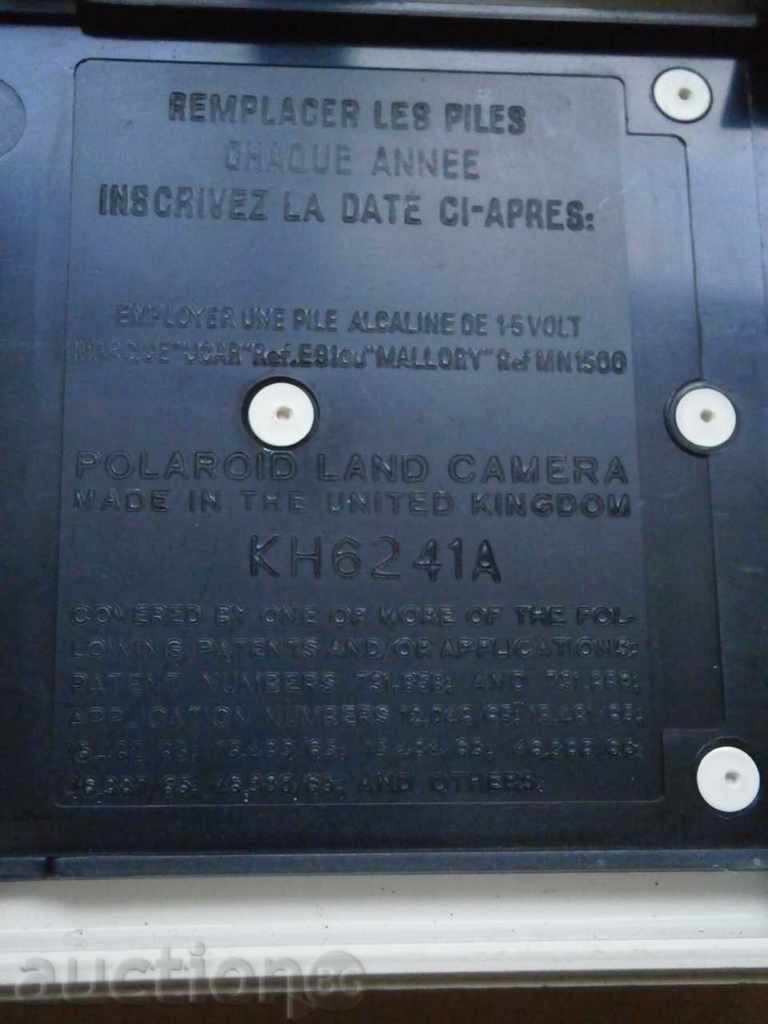 REMPLACER LES PILES
CHAQUE ANNEE
INSCRIVEZ LA DATE CI-APRES:
EMPLOYER UNE PILE ALCALINE DE 1·5 VOLT
MARQUE "UCAR" Ref. E91 ou "MALLORY" Ref MN1500
POLAROID LAND CAMERA
MADE IN THE UNITED KINGDOM
KH6241A
COVERED BY ONE OR MORE OF THE FOL-
LOWING PATENTS AND/OR APPLICATIONS:
PATENT NUMBERS AND
APPLICATION NUMBERS
AND OTHERS.
auction BG